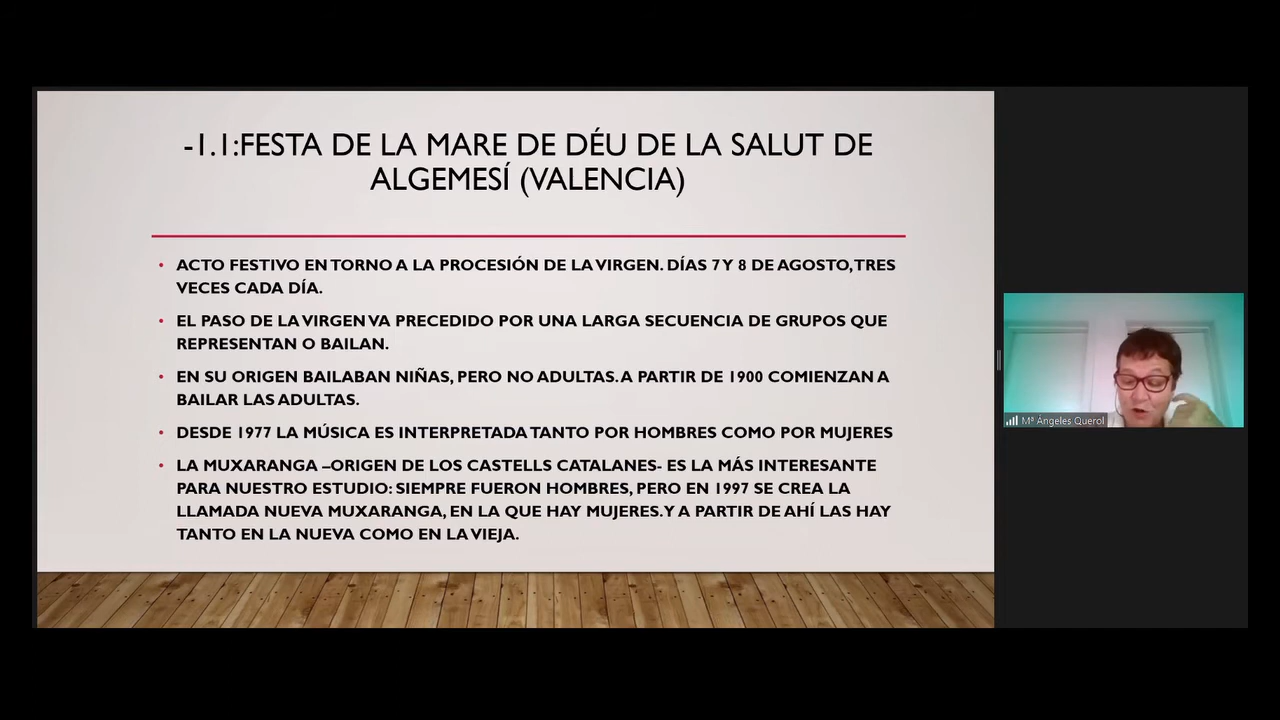 -1.1:FESTA DE LA MARE DE DÉU DE LA SALUT DE
ALGEMESÍ (VALENCIA)
• ACTO FESTIVO EN TORNO A LA PROCESIÓN DE LA VIRGEN. DÍAS 7 Y 8 DE AGOSTO, TRES
VECES CADA DÍA.
• EL PASO DE LA VIRGEN VA PRECEDIDO POR UNA LARGA SECUENCIA DE GRUPOS QUE
REPRESENTAN O BAILAN.
• EN SU ORIGEN BAILABAN NIÑAS, PERO NO ADULTAS. A PARTIR DE 1900 COMIENZAN A
BAILAR LAS ADULTAS.
• DESDE 1977 LA MÚSICA ES INTERPRETADA TANTO POR HOMBRES COMO POR MUJERES
• LA MUXARANGA –ORIGEN DE LOS CASTELLS CATALANES- ES LA MÁS INTERESANTE
PARA NUESTRO ESTUDIO: SIEMPRE FUERON HOMBRES, PERO EN 1997 SE CREA LA
LLAMADA NUEVA MUXARANGA, EN LA QUE HAY MUJERES. Y A PARTIR DE AHÍ LAS HAY
TANTO EN LA NUEVA COMO EN LA VIEJA.
Mª Ángeles Querol